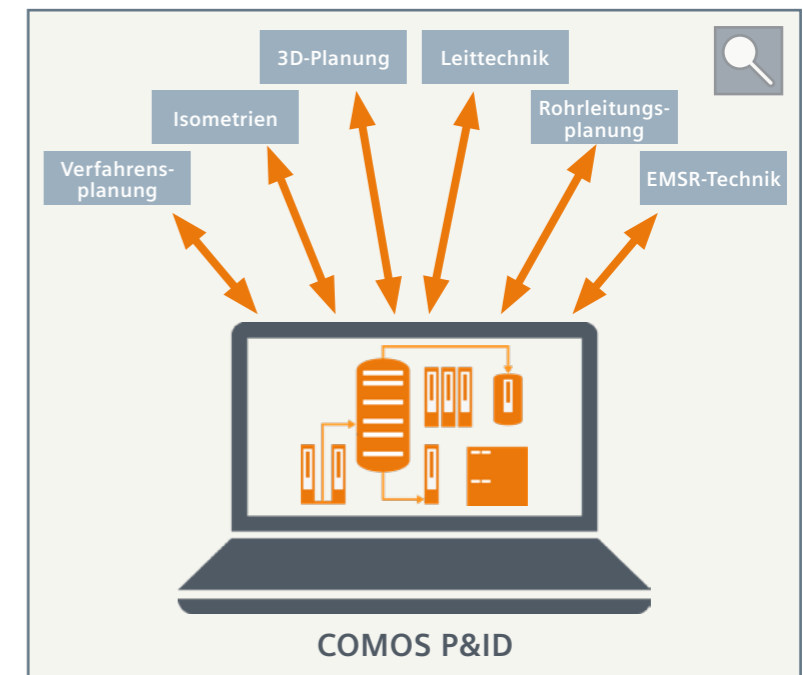 3D-Planung
Leittechnik
Isometrien
Rohrleitungs-
planung
Verfahrens-
planung
EMSR-Technik
COMOS P&ID